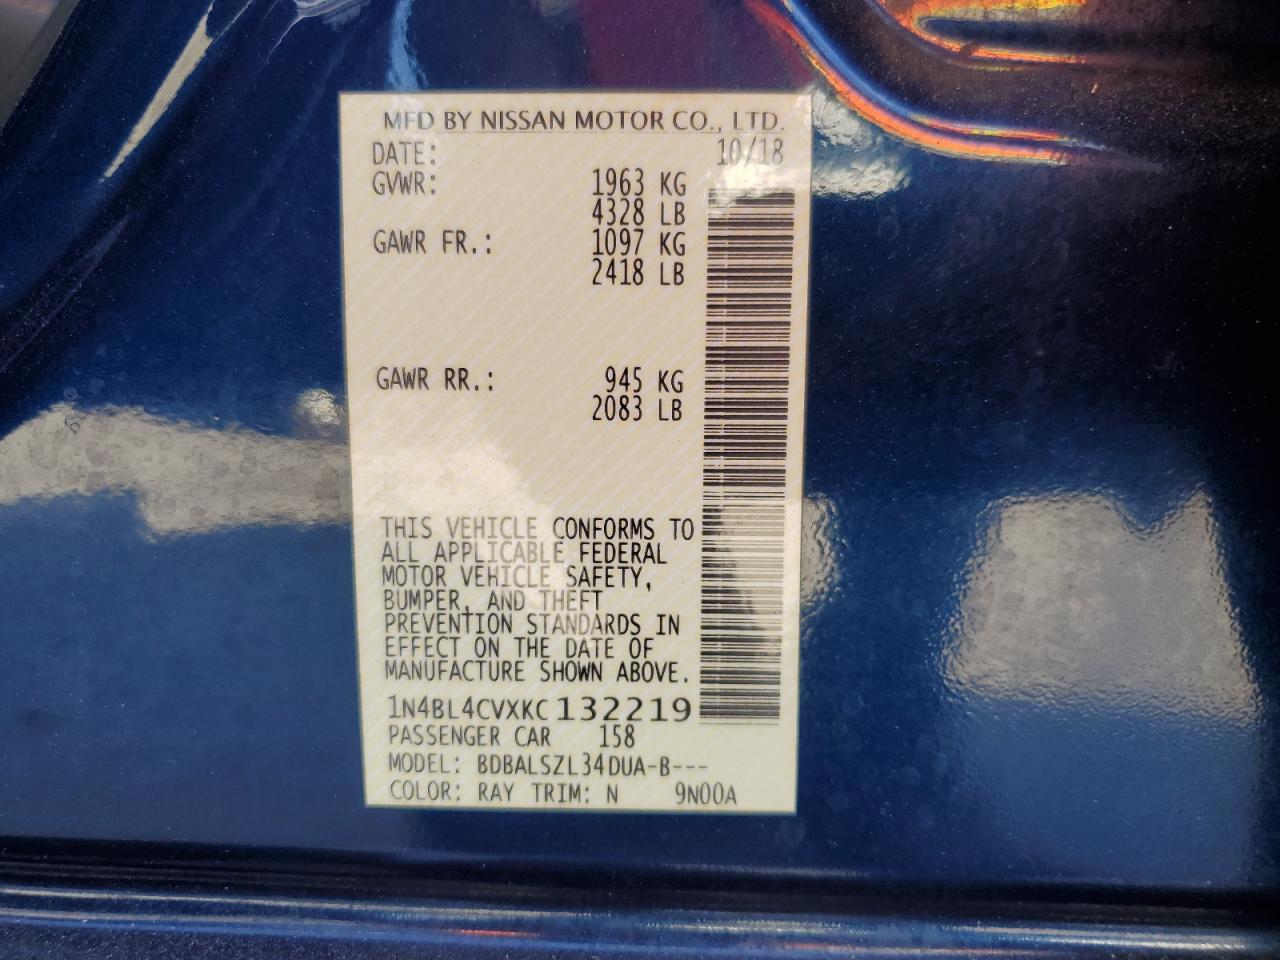 MFD BY NISSAN MOTOR CO., LTD.
DATE: 10/18
GVWR: 1963 KG
4328 LB
GAWR FR.: 1097 KG
2418 LB
GAWR RR.: 945 KG
2083 LB
THIS VEHICLE CONFORMS TO
ALL APPLICABLE FEDERAL
MOTOR VEHICLE SAFETY,
BUMPER, AND THEFT
PREVENTION STANDARDS IN
EFFECT ON THE DATE OF
MANUFACTURE SHOWN ABOVE.
1N4BL4CVXKC132219
PASSENGER CAR 158
MODEL: BDBALSZL34DUA-B---
COLOR: RAY TRIM: N 9N00A